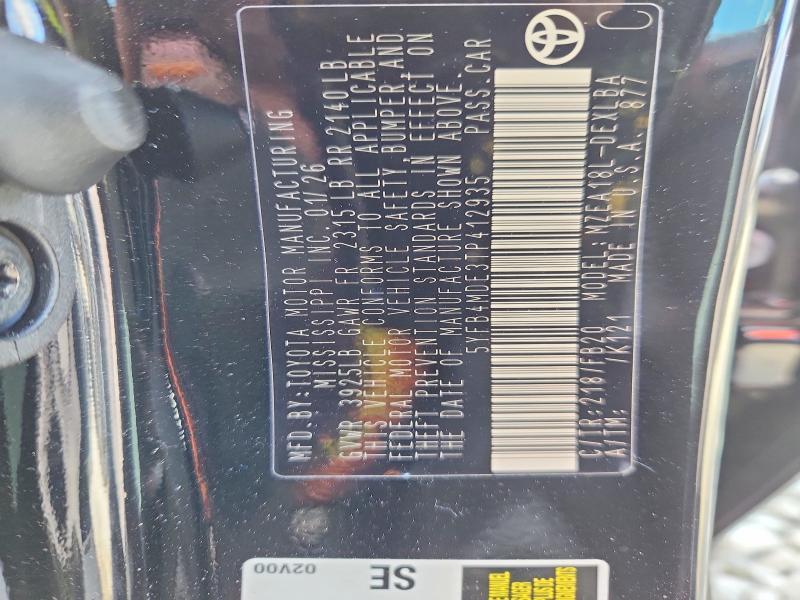 MFD.BY:TOYOTA MOTOR MANUFACTURING
MISSISSIPPI INC. 01/26
GVWR 3925LB GAWR FR 2315 LB RR 2140LB
THIS VEHICLE CONFORMS TO ALL APPLICABLE
FEDERAL MOTOR VEHICLE SAFETY,BUMPER,AND
THEFT PREVENTION STANDARDS IN EFFECT ON
THE DATE OF MANUFACTURE SHOWN ABOVE.
5YFB4MDE3TP412935 PASS.CAR
C/TR:218/FB20 MODEL:MZEA18L-DEXLBA
A/TM: /K121 MADE IN U.S.A. 877
C
02V00
SE